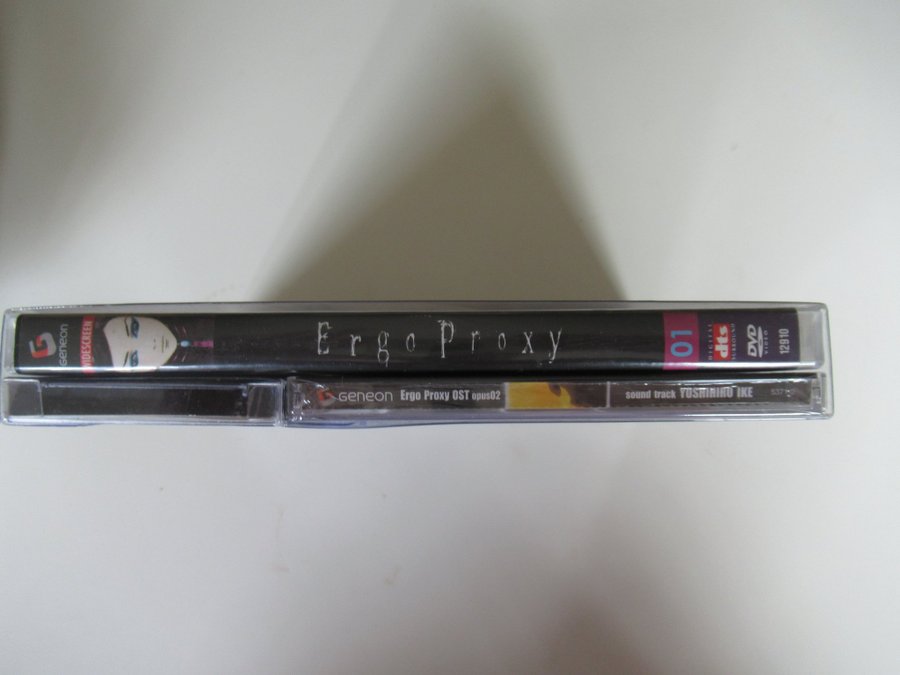 GENEON
WIDESCREEN
Ergo Proxy
01
DIGITAL
dts
SURROUND
DVD
VIDEO
12910
GENEON Ergo Proxy OST opus02
sound track YOSHIHIRO IKE